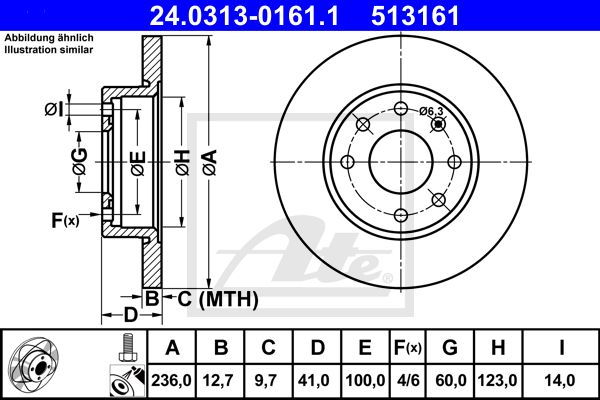 24.0313-0161.1 513161
Abbildung ähnlich
Illustration similar
ØI
ØG
ØE
ØH
ØA
F(x)
Ø6,3
B
C (MTH)
D
Ate
A B C D E F(x) G H I
236,0 12,7 9,7 41,0 100,0 4/6 60,0 123,0 14,0